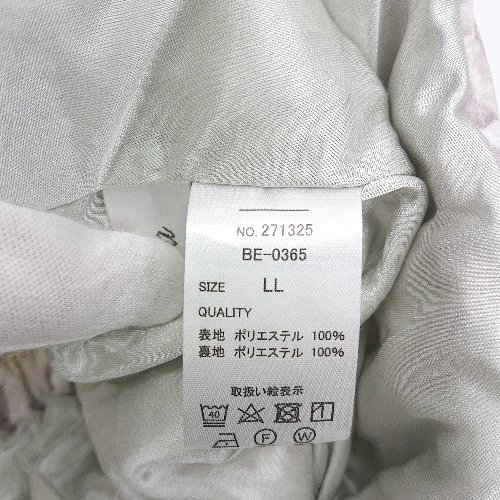 NO. 271325
BE-0365
SIZE LL
QUALITY
表地 ポリエステル 100%
裏地 ポリエステル 100%
取扱い絵表示
40
F W